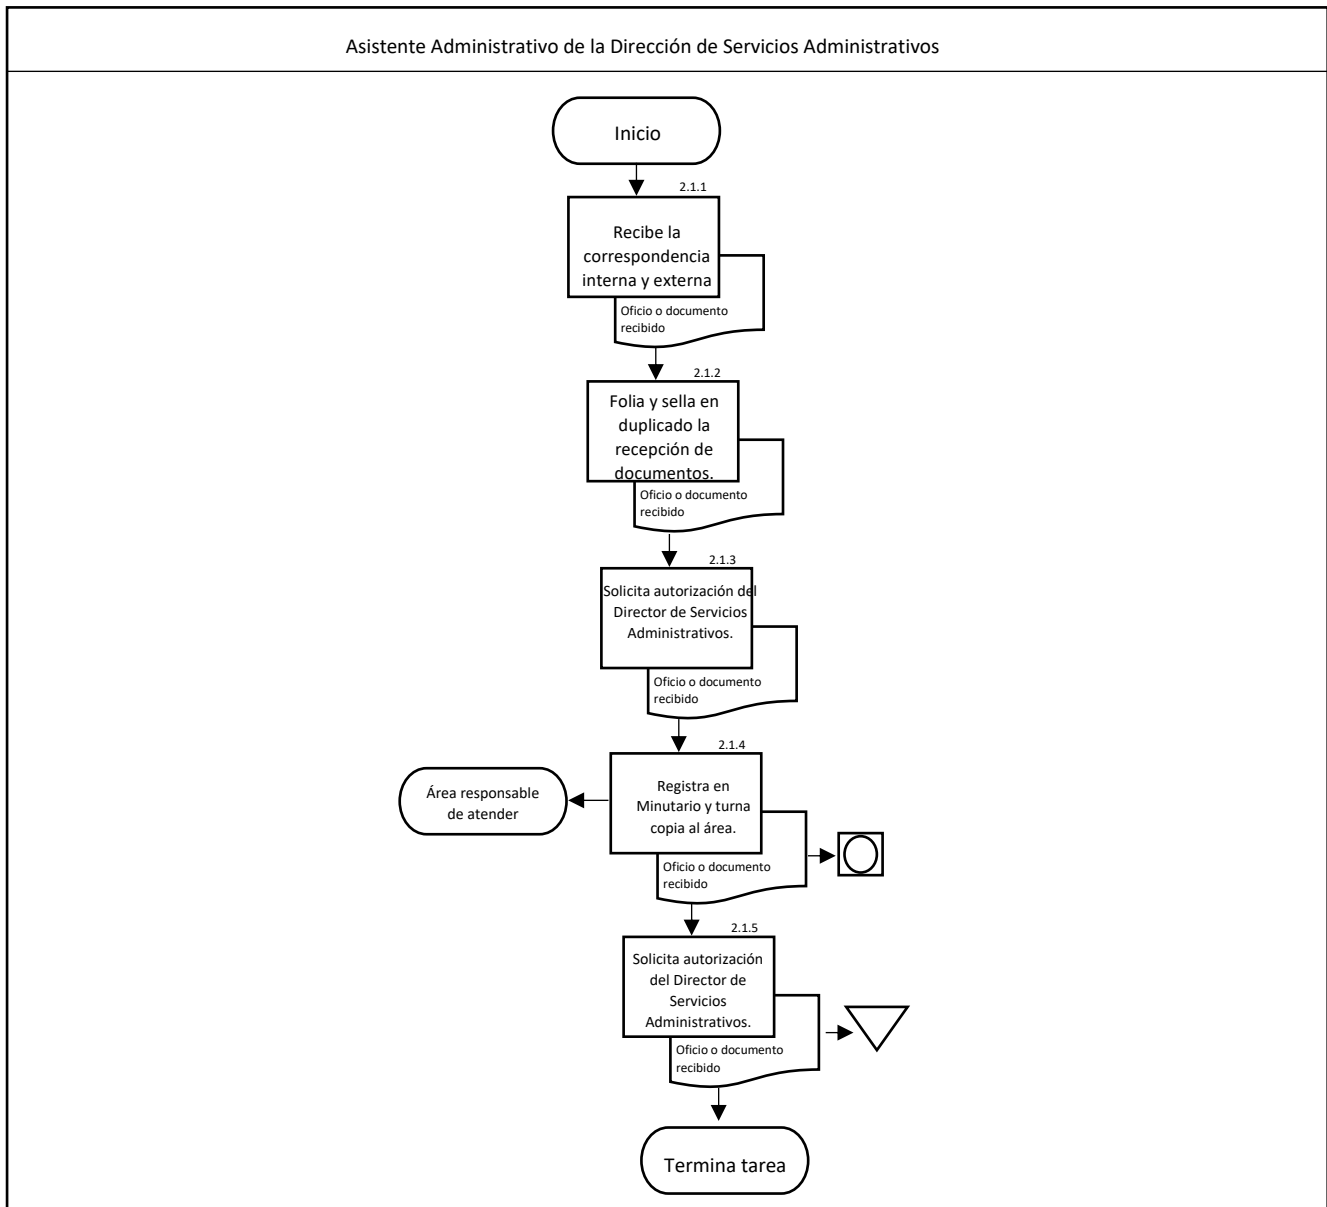 Asistente Administrativo de la Dirección de Servicios Administrativos
Inicio
2.1.1
Recibe la
correspondencia
interna y externa
Oficio o documento
recibido
2.1.2
Folia y sella en
duplicado la
recepción de
documentos.
Oficio o documento
recibido
2.1.3
Solicita autorización del
Director de Servicios
Administrativos.
Oficio o documento
recibido
2.1.4
Registra en
Minutario y turna
copia al área.
Área responsable
de atender
Oficio o documento
recibido
2.1.5
Solicita autorización
del Director de
Servicios
Administrativos.
Oficio o documento
recibido
Termina tarea